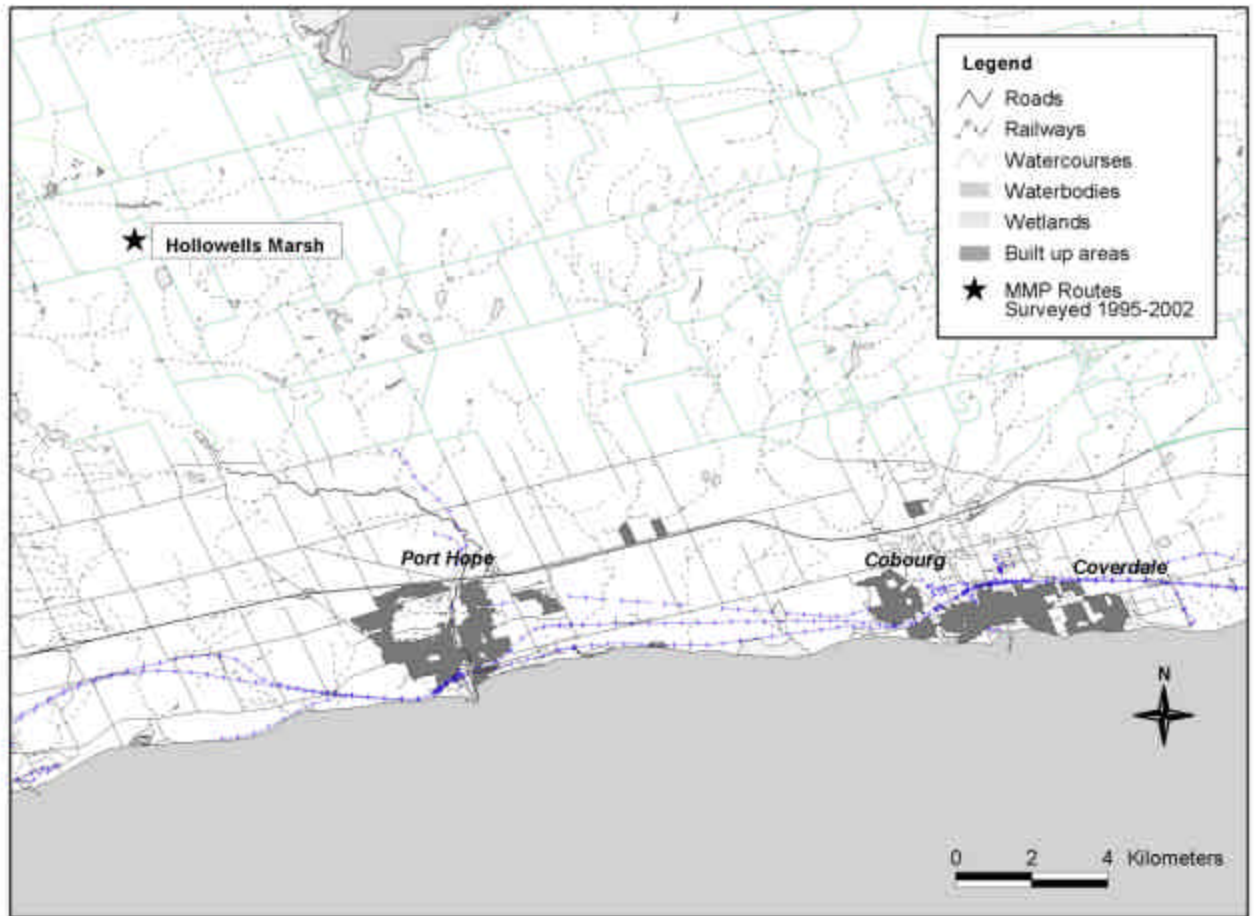 Legend
Roads
Railways
Watercourses
Waterbodies
Wetlands
Built up areas
MMP Routes
Surveyed 1995-2002
Hollowells Marsh
Port Hope
Cobourg
Coverdale
N
0 2 4 Kilometers